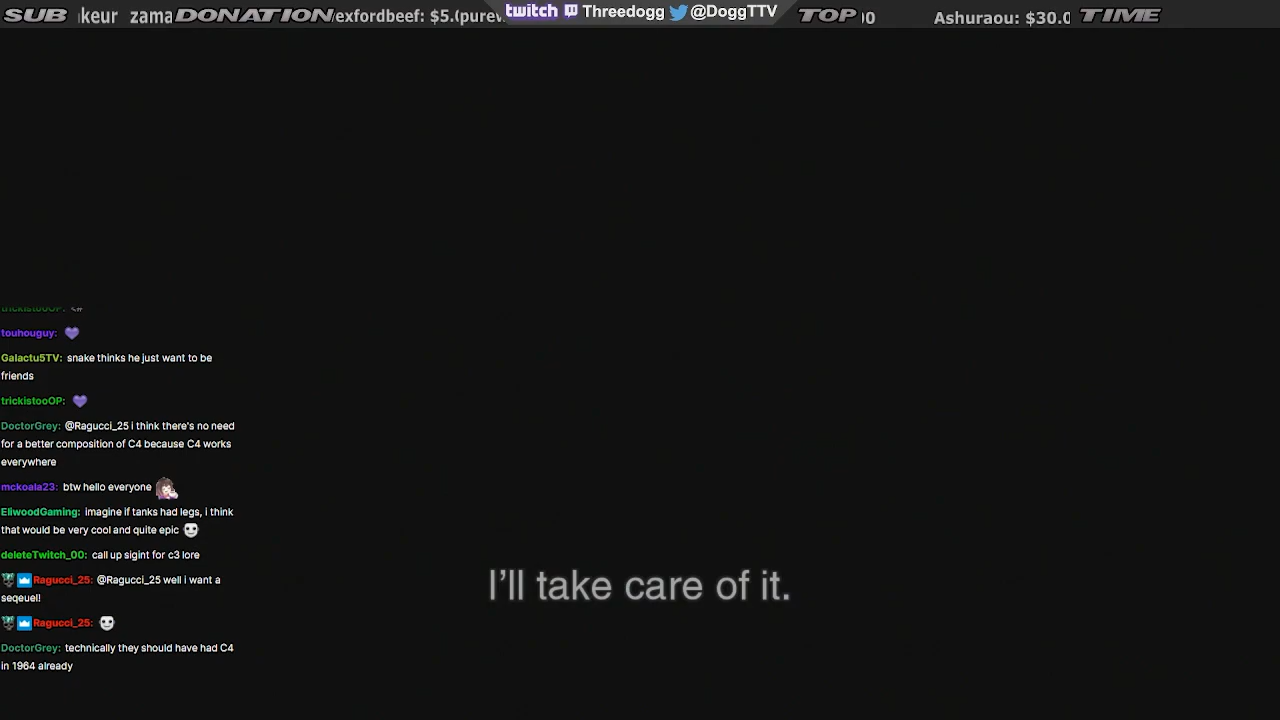 SUB keur zama DONATION exfordbeef: $5.( purev twitch Threedogg @DoggTTV TOP 00 Ashuraou: $30.0 TIME
trickistooOP:
touhouguy:
Galactu5TV: snake thinks he just want to be
friends
trickistooOP:
DoctorGrey: @Ragucci_25 i think there's no need
for a better composition of C4 because C4 works
everywhere
mckoala23: btw hello everyone
EliwoodGaming: imagine if tanks had legs, i think
that would be very cool and quite epic
deleteTwitch_00: call up sigint for c3 lore
Ragucci_25: @Ragucci_25 well i want a
seqeuel!
Ragucci_25:
DoctorGrey: technically they should have had C4
in 1964 already
I'll take care of it.